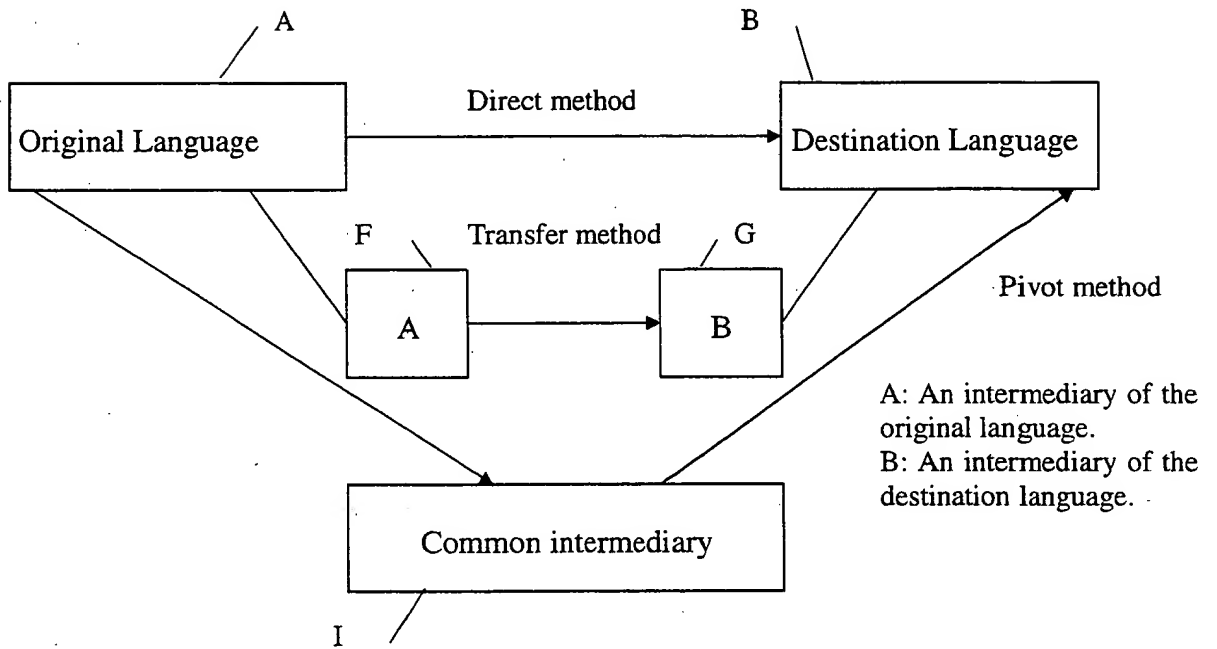 A
B
Direct method
Original Language
Destination Language
F
Transfer method
G
Pivot method
A
B
A: An intermediary of the
original language.
B: An intermediary of the
destination language.
Common intermediary
I